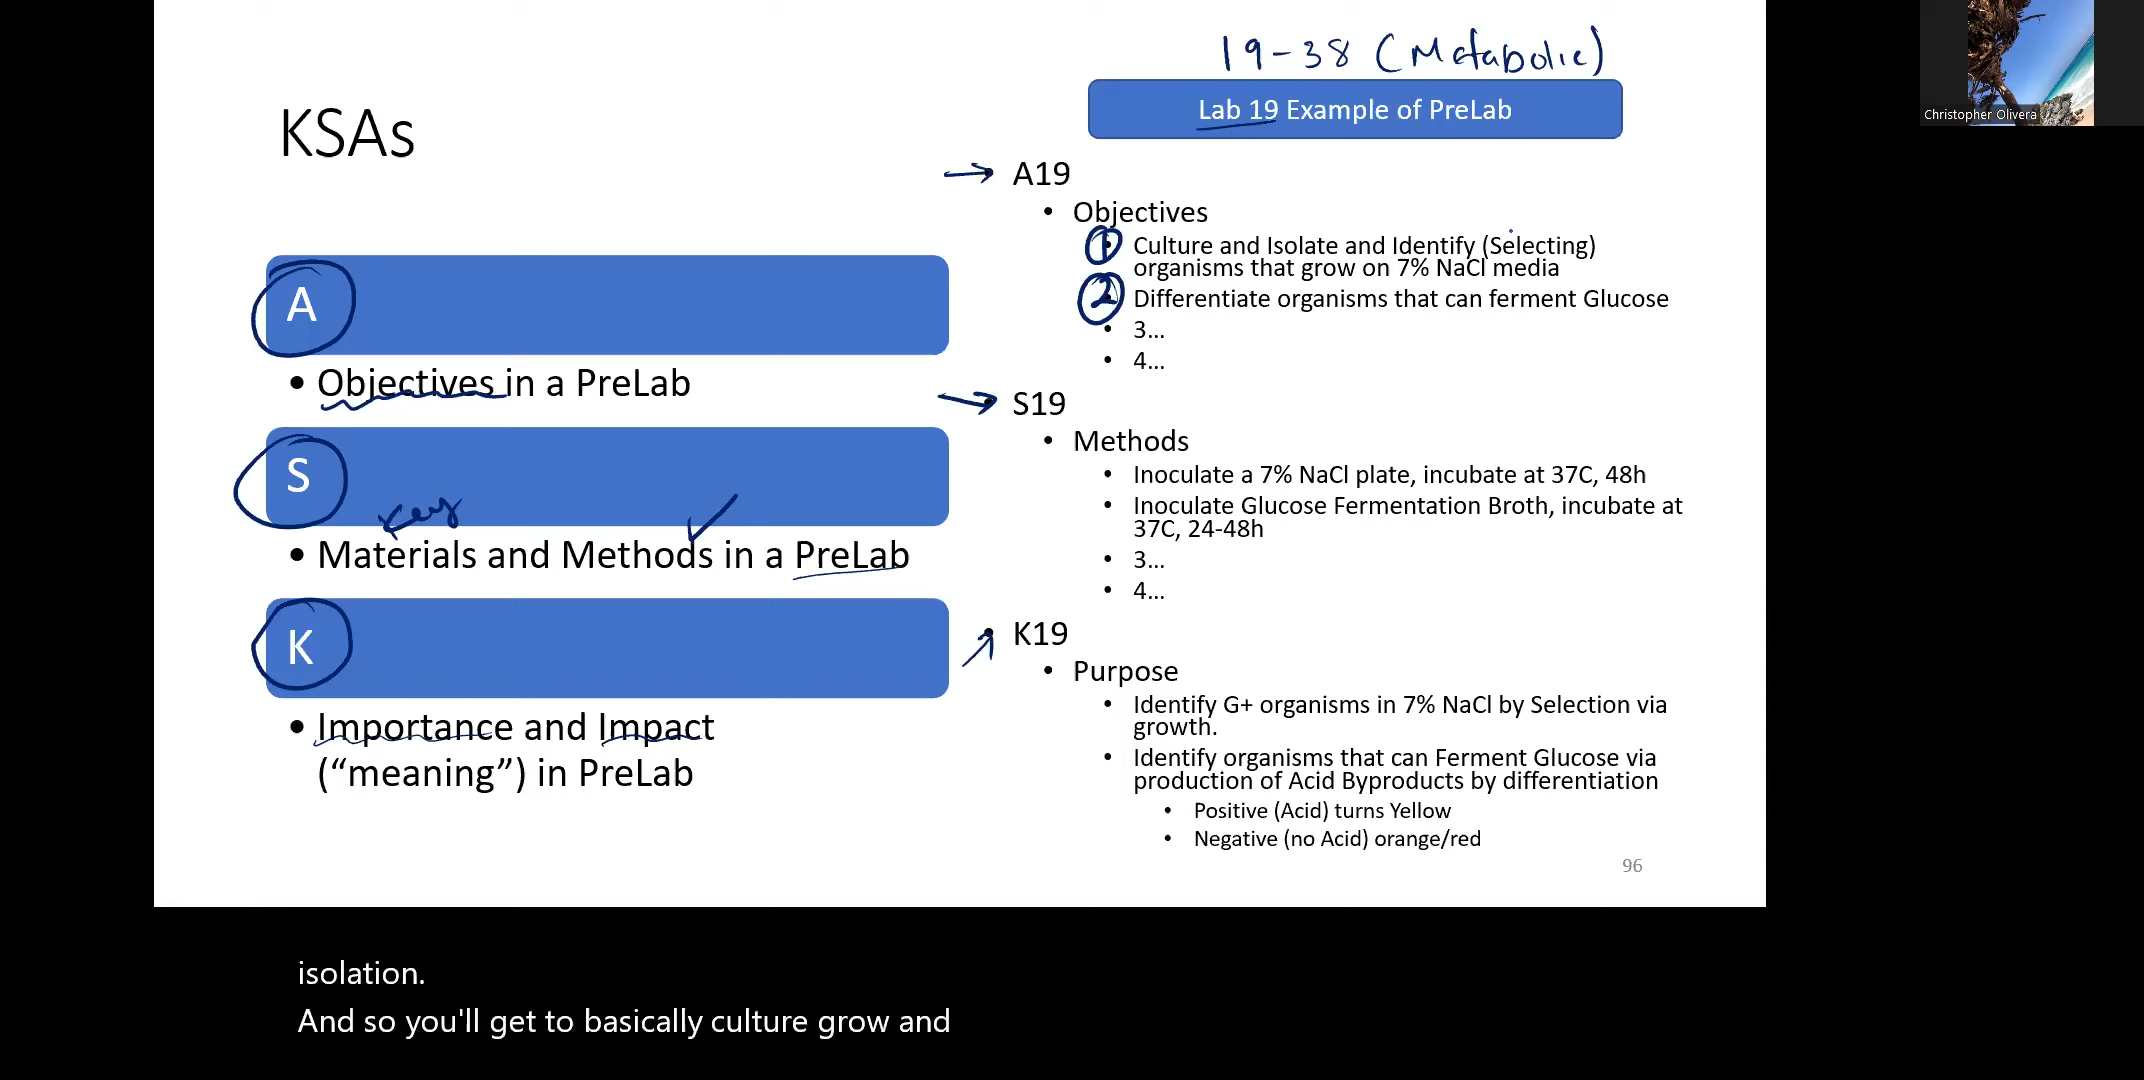 19-38 (Metabolic)
KSAs
Lab 19 Example of PreLab
A
• Objectives in a PreLab
S
key
• Materials and Methods in a PreLab
K
• Importance and Impact
("meaning") in PreLab
• A19
• Objectives
1 Culture and Isolate and Identify (Selecting)
organisms that grow on 7% NaCl media
2 Differentiate organisms that can ferment Glucose
• 3...
• 4...
• S19
• Methods
• Inoculate a 7% NaCl plate, incubate at 37C, 48h
• Inoculate Glucose Fermentation Broth, incubate at
37C, 24-48h
• 3...
• 4...
• K19
• Purpose
• Identify G+ organisms in 7% NaCl by Selection via
growth.
• Identify organisms that can Ferment Glucose via
production of Acid Byproducts by differentiation
• Positive (Acid) turns Yellow
• Negative (no Acid) orange/red
96
Christopher Olivera
isolation.
And so you'll get to basically culture grow and